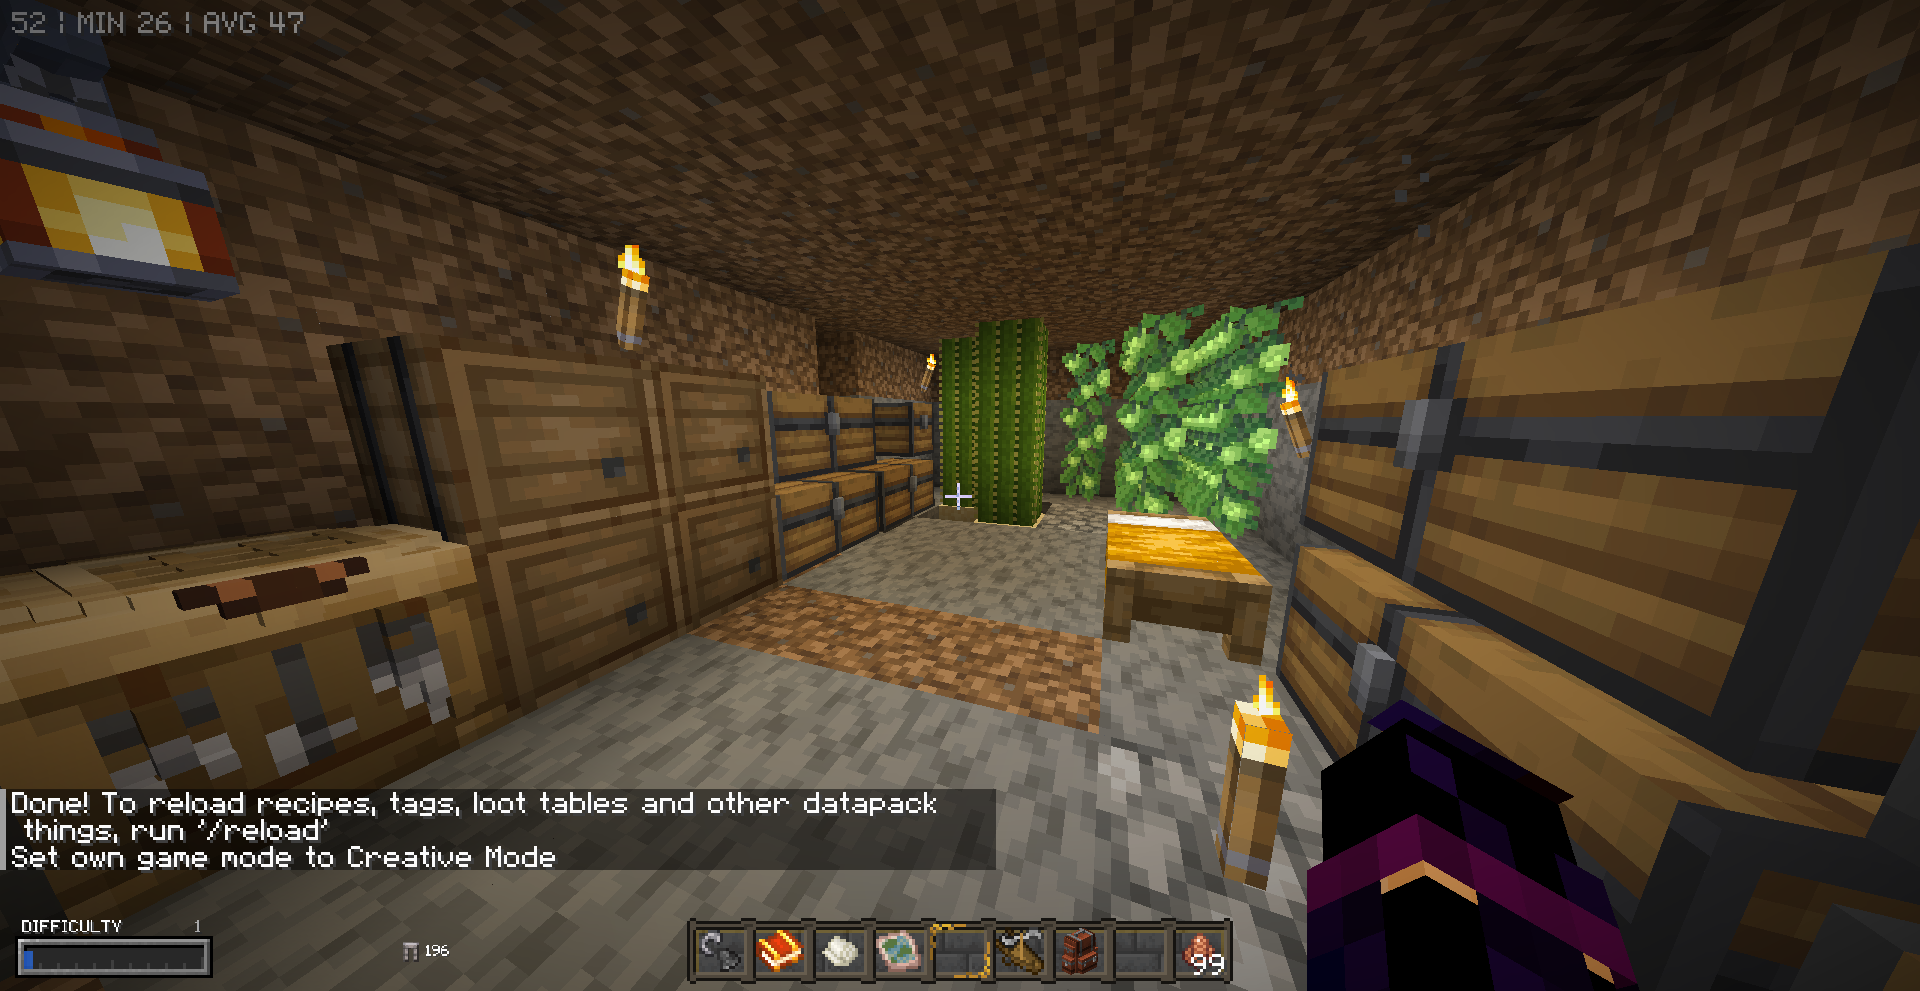 52 | MIN 26 | AVG 47
Done! To reload recipes, tags, loot tables and other datapack
things, run '/reload'
Set own game mode to Creative Mode
DIFFICULTY 1
196
99